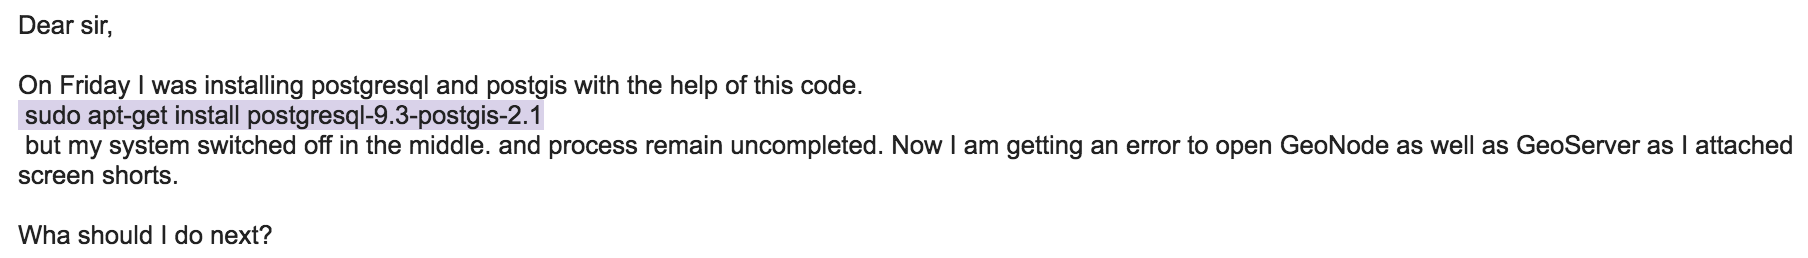 Dear sir,
On Friday I was installing postgresql and postgis with the help of this code.
sudo apt-get install postgresql-9.3-postgis-2.1
but my system switched off in the middle. and process remain uncompleted. Now I am getting an error to open GeoNode as well as GeoServer as I attached
screen shorts.
Wha should I do next?